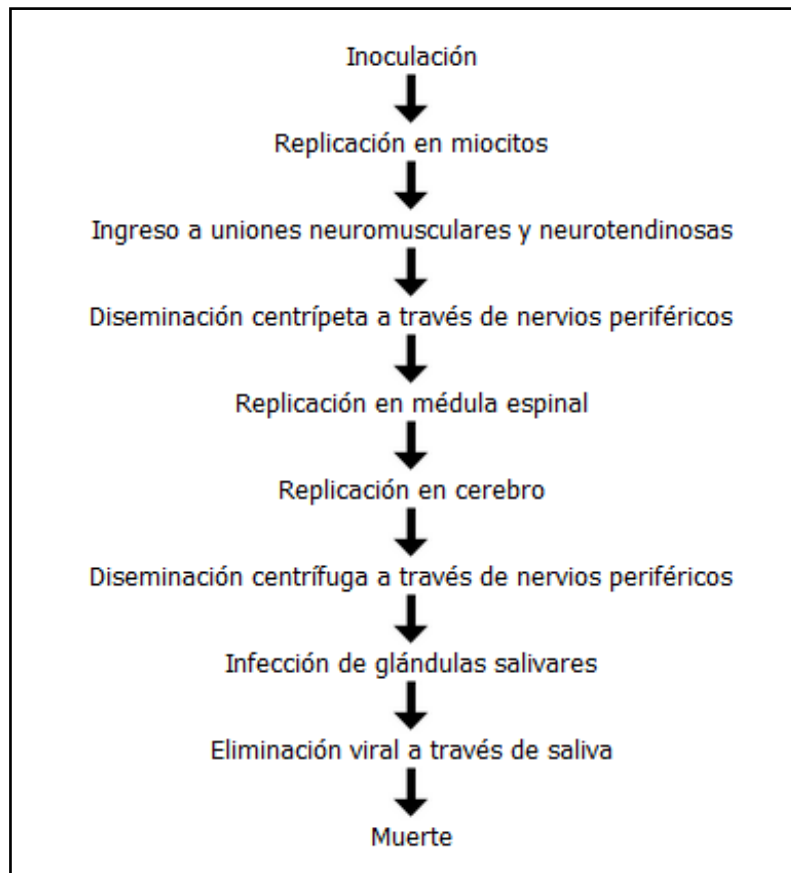 Inoculación
Replicación en miocitos
Ingreso a uniones neuromusculares y neurotendinosas
Diseminación centrípeta a través de nervios periféricos
Replicación en médula espinal
Replicación en cerebro
Diseminación centrífuga a través de nervios periféricos
Infección de glándulas salivares
Eliminación viral a través de saliva
Muerte